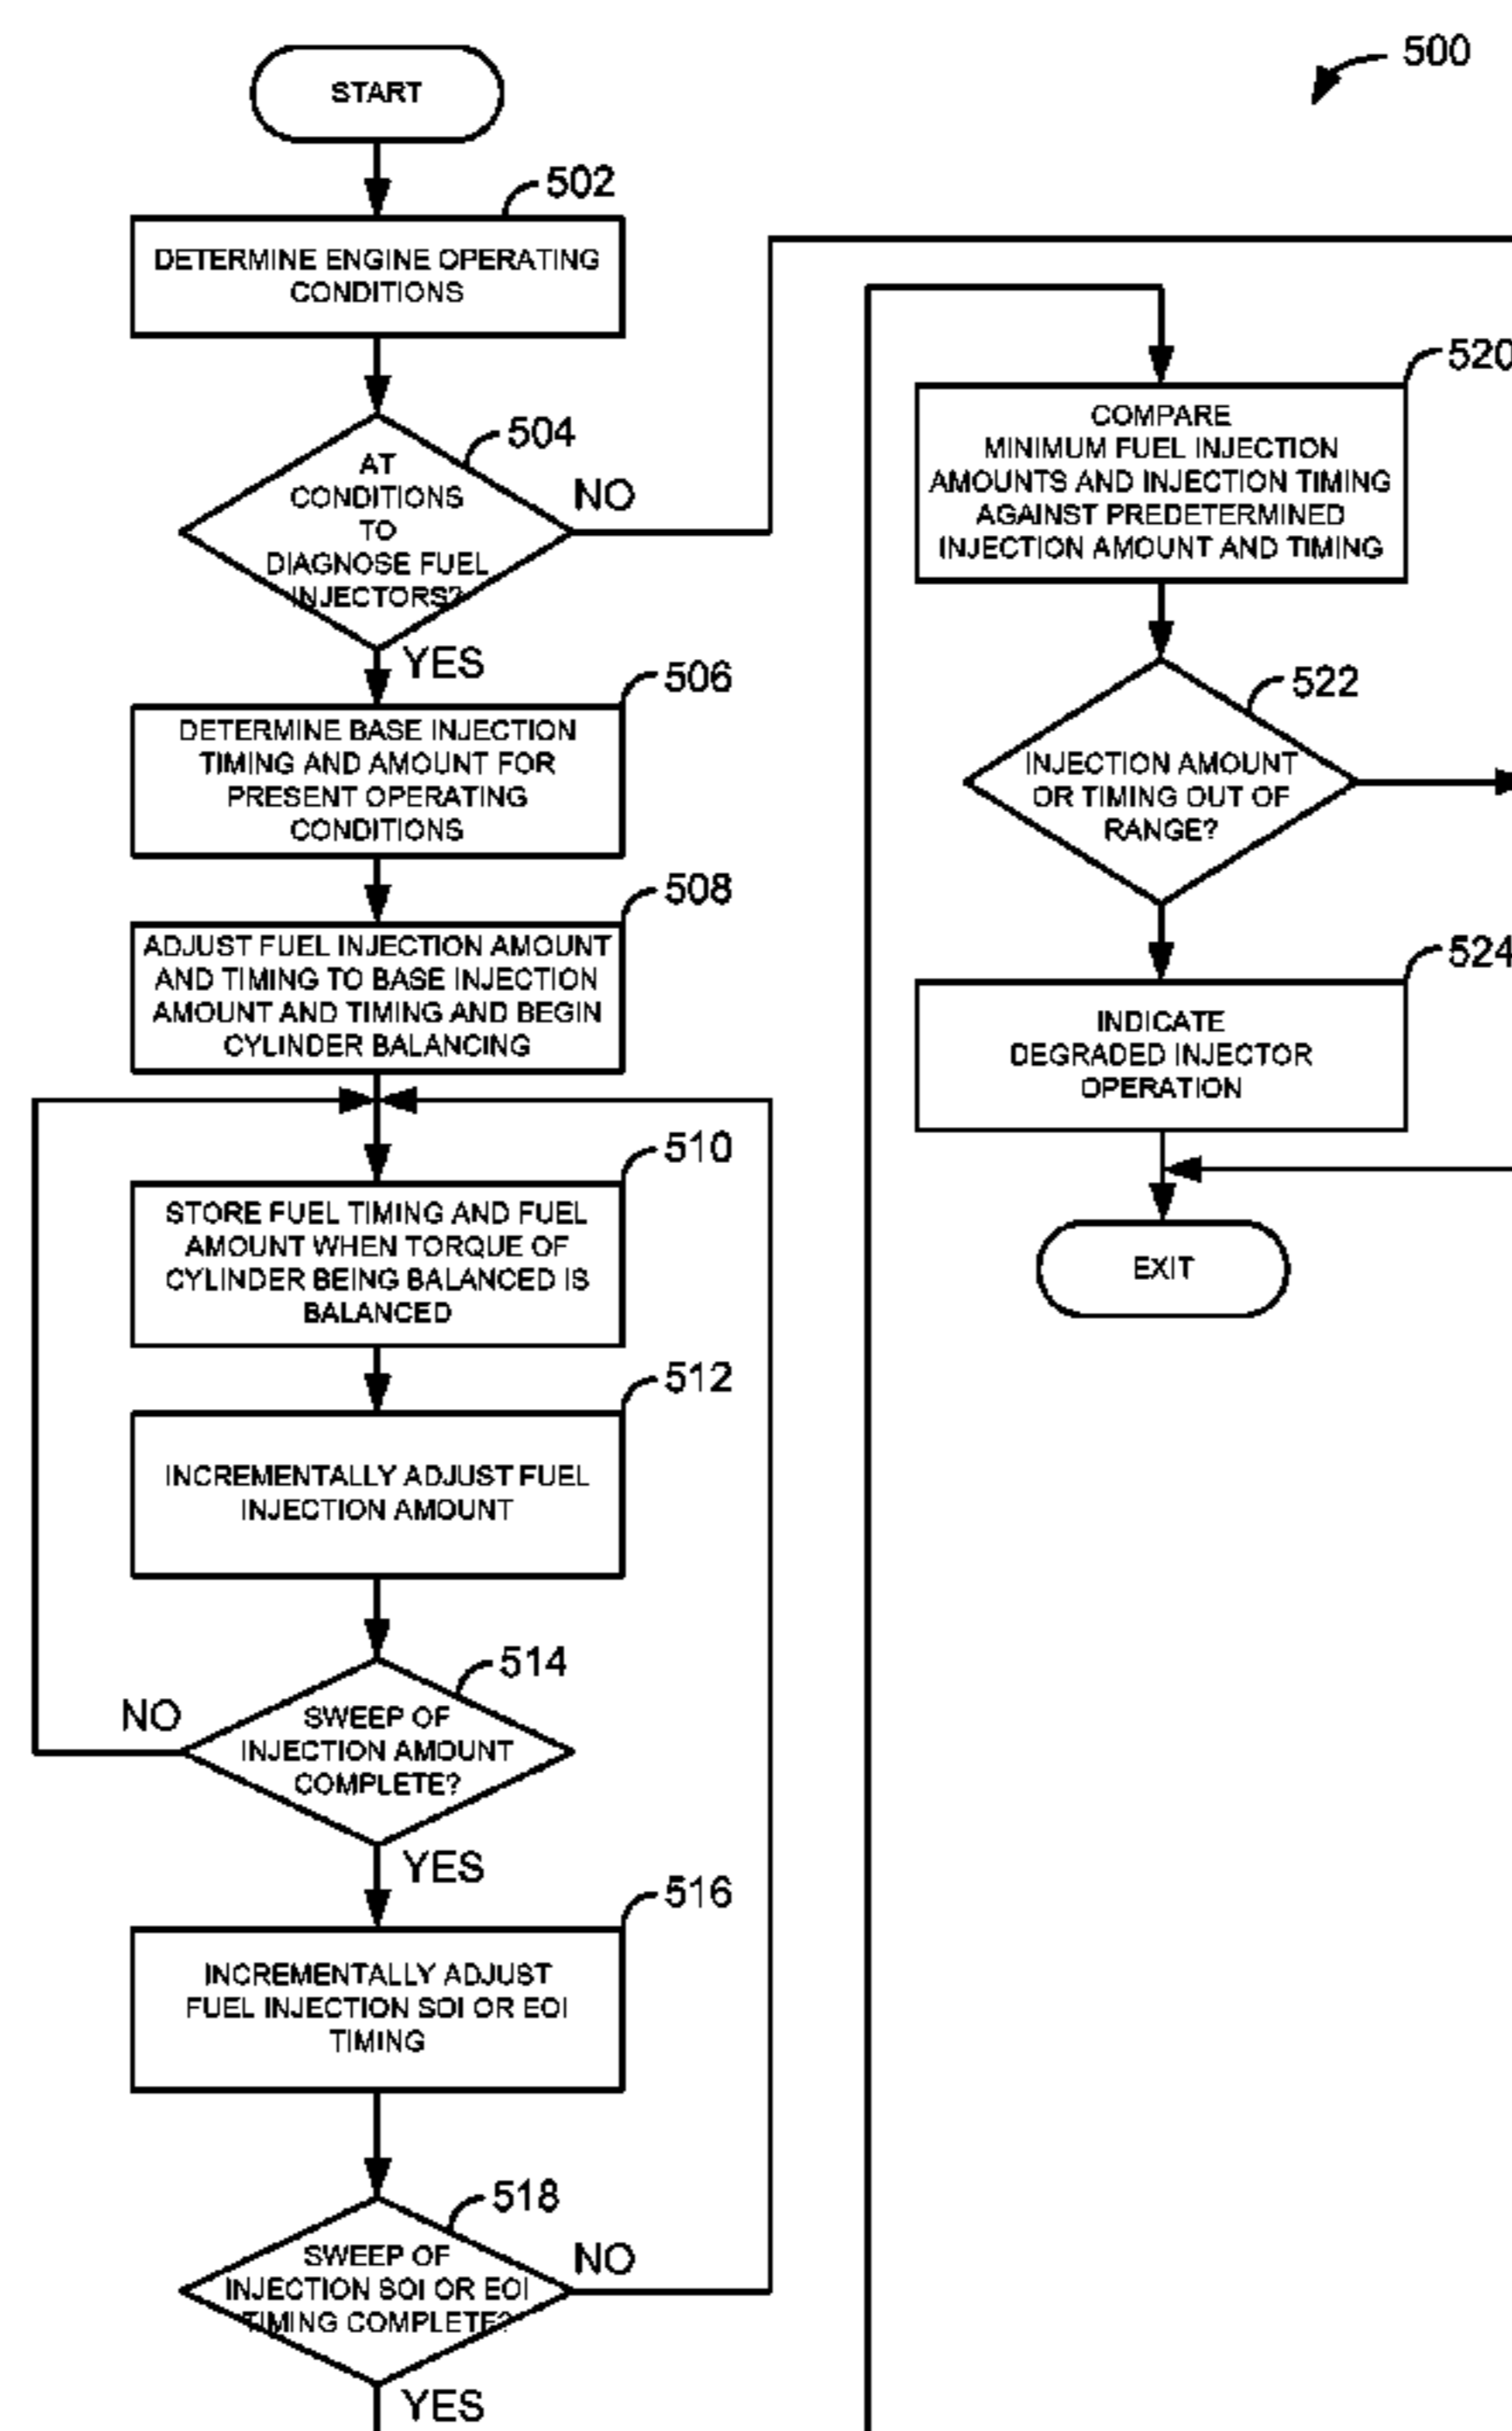 500
START
502
DETERMINE ENGINE OPERATING
CONDITIONS
504
AT
CONDITIONS
TO
DIAGNOSE FUEL
INJECTORS?
NO
YES
506
DETERMINE BASE INJECTION
TIMING AND AMOUNT FOR
PRESENT OPERATING
CONDITIONS
508
ADJUST FUEL INJECTION AMOUNT
AND TIMING TO BASE INJECTION
AMOUNT AND TIMING AND BEGIN
CYLINDER BALANCING
510
STORE FUEL TIMING AND FUEL
AMOUNT WHEN TORQUE OF
CYLINDER BEING BALANCED IS
BALANCED
512
INCREMENTALLY ADJUST FUEL
INJECTION AMOUNT
514
NO
SWEEP OF
INJECTION AMOUNT
COMPLETE?
YES
516
INCREMENTALLY ADJUST
FUEL INJECTION SOI OR EOI
TIMING
518
SWEEP OF
INJECTION SOI OR EOI
TIMING COMPLETE?
NO
YES
520
COMPARE
MINIMUM FUEL INJECTION
AMOUNTS AND INJECTION TIMING
AGAINST PREDETERMINED
INJECTION AMOUNT AND TIMING
522
INJECTION AMOUNT
OR TIMING OUT OF
RANGE?
524
INDICATE
DEGRADED INJECTOR
OPERATION
EXIT